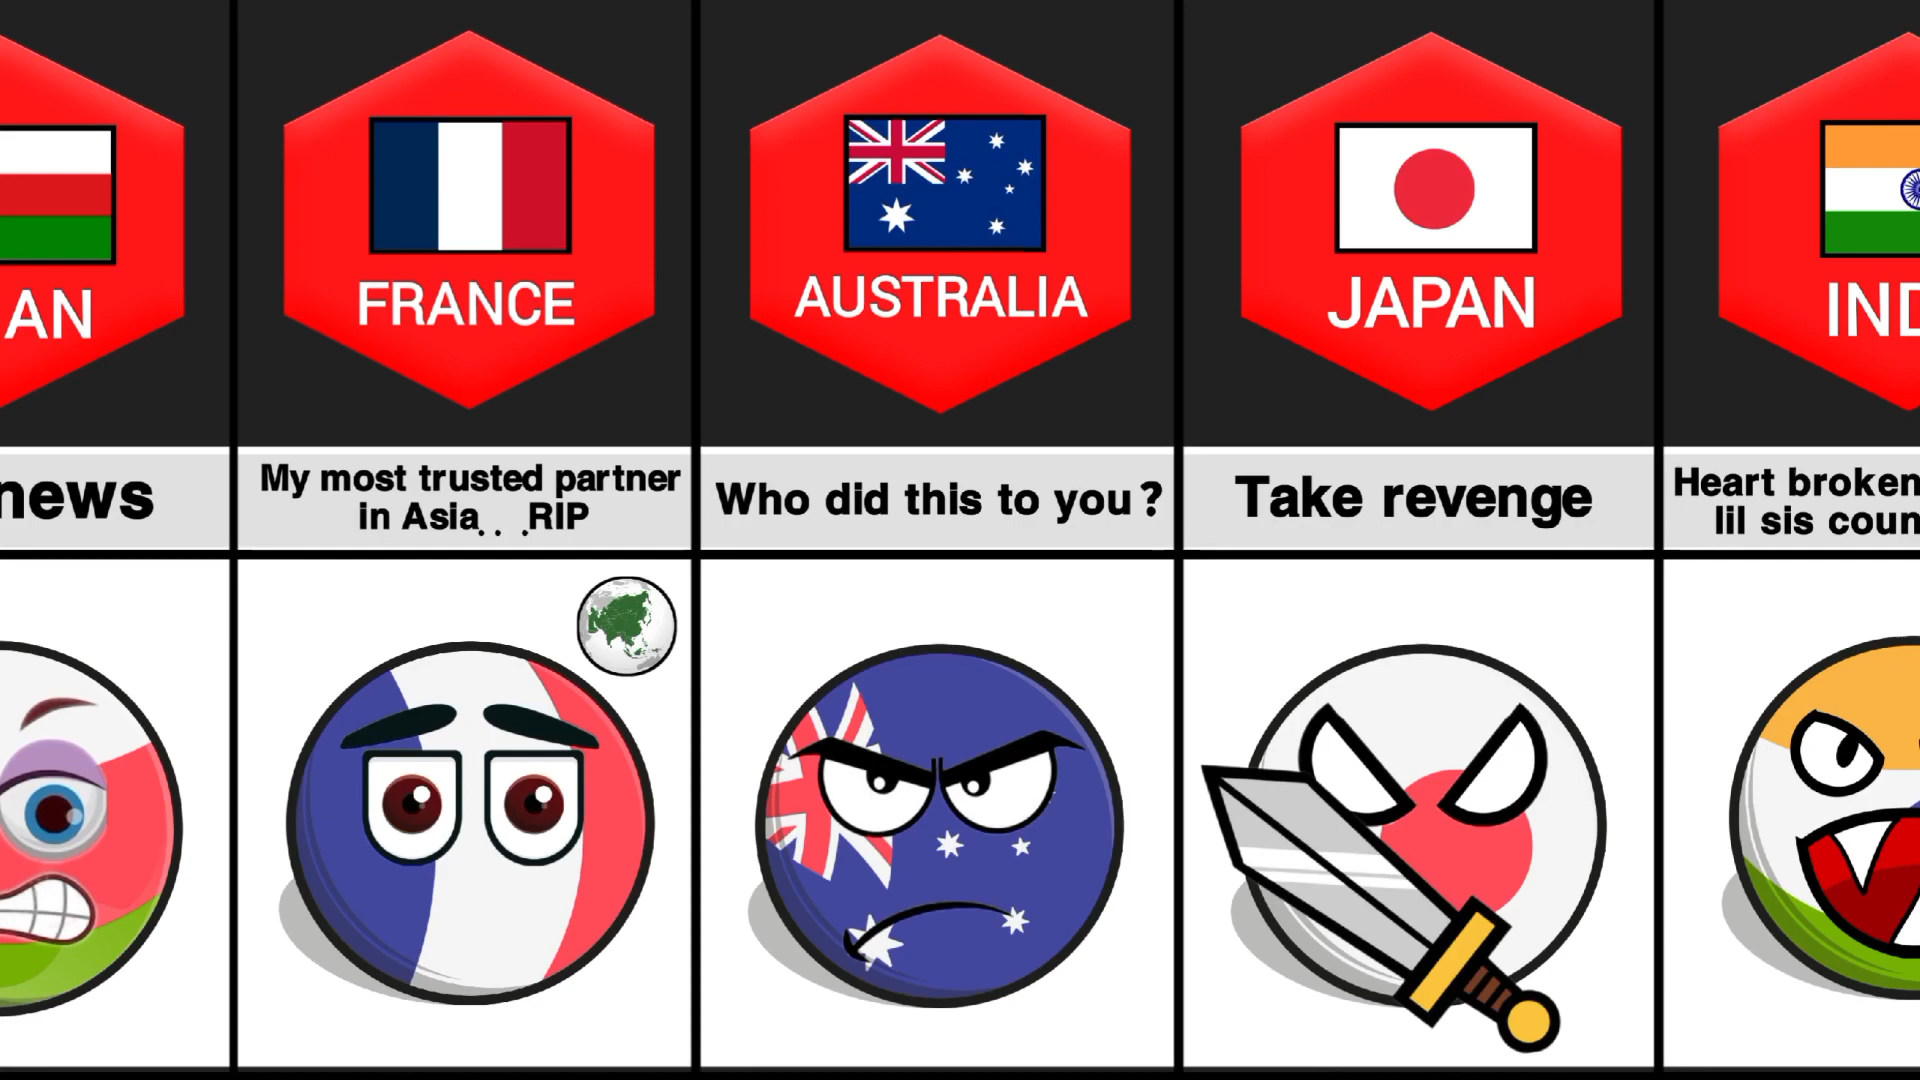 AN
FRANCE
AUSTRALIA
JAPAN
IND
news
My most trusted partner
in Asia...RIP
Who did this to you?
Take revenge
Heart broken
lil sis coun